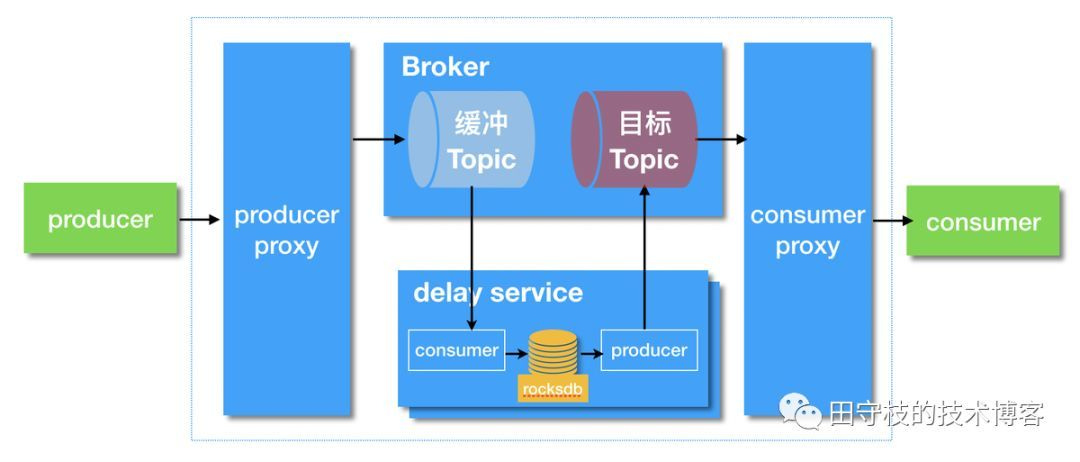 Broker
缓冲
Topic
目标
Topic
producer
producer
proxy
consumer
proxy
consumer
delay service
consumer
rocksdb
producer
田守枝的技术博客